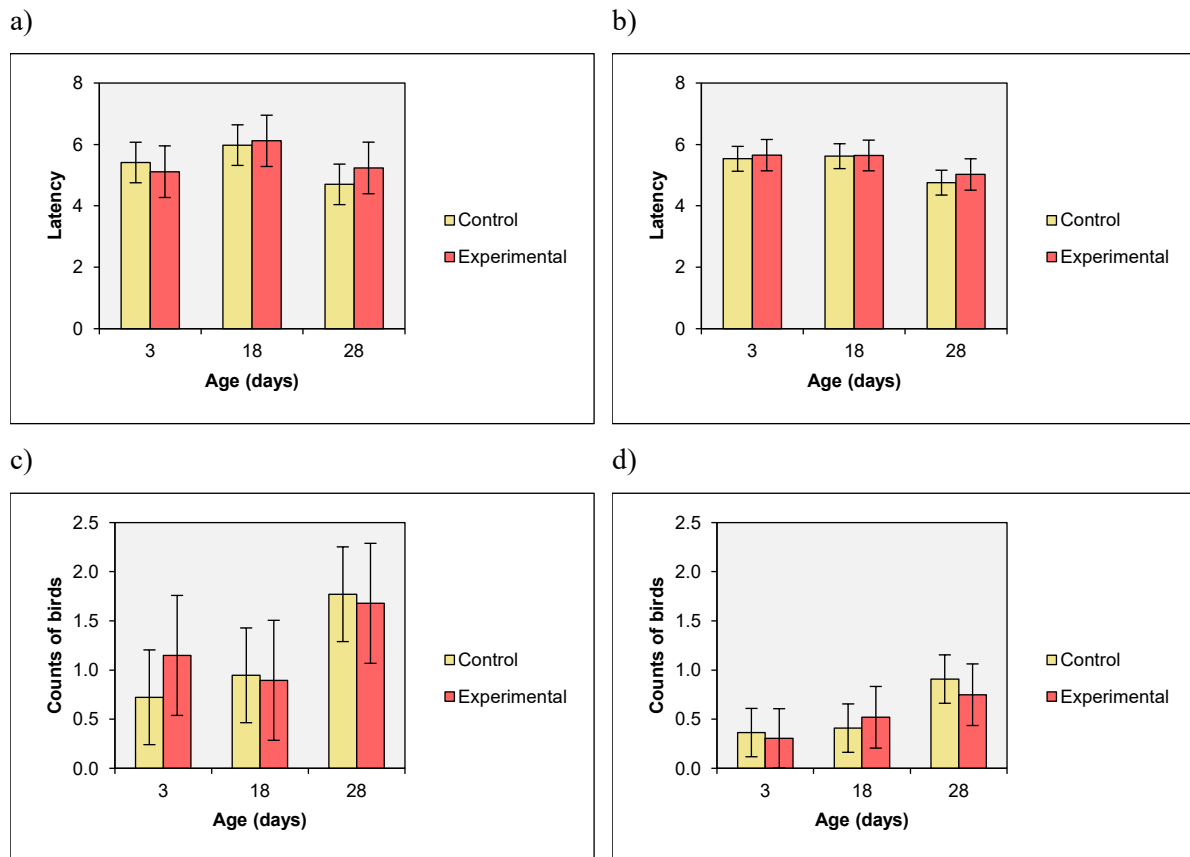 a)
8
6
4
2
0
Latency
3 18 28
Age (days)
Control
Experimental
b)
8
6
4
2
0
Latency
3 18 28
Age (days)
Control
Experimental
c)
2.5
2.0
1.5
1.0
0.5
0.0
Counts of birds
3 18 28
Age (days)
Control
Experimental
d)
2.5
2.0
1.5
1.0
0.5
0.0
Counts of birds
3 18 28
Age (days)
Control
Experimental